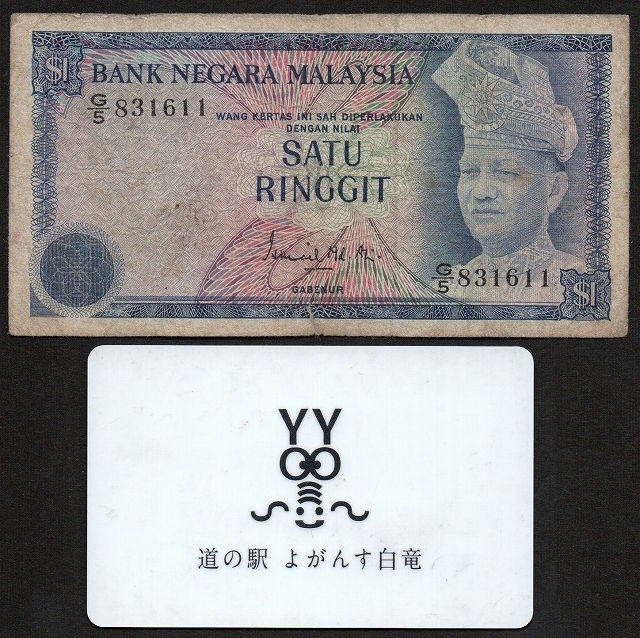 $1
BANK NEGARA MALAYSIA
G/5 831611
WANG KERTAS INI SAH DIPERLAKUKAN
DENGAN NILAI
SATU
RINGGIT
GABENUR
G/5 831611
$1
YY
道の駅 よがんす白竜